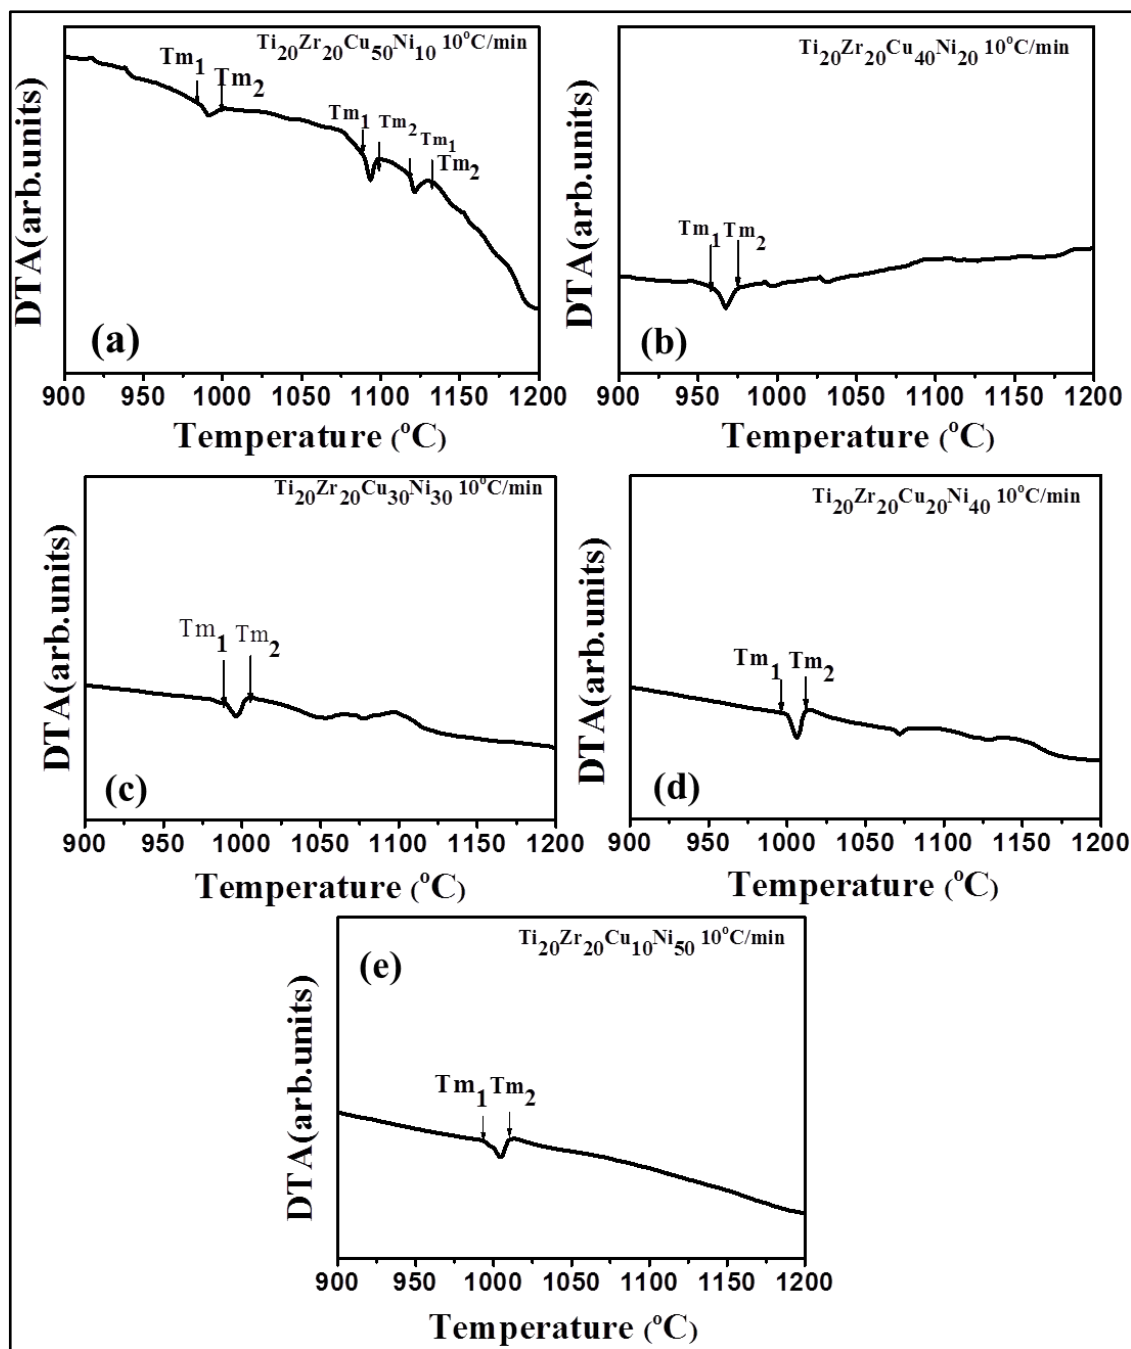 Ti20Zr20Cu50Ni10 10°C/min
Tm1
Tm2
Tm1 Tm2 Tm1
Tm2
DTA(arb.units)
(a)
900 950 1000 1050 1100 1150 1200
Temperature (°C)
Ti20Zr20Cu40Ni20 10°C/min
Tm1 Tm2
DTA(arb.units)
(b)
900 950 1000 1050 1100 1150 1200
Temperature (°C)
Ti20Zr20Cu30Ni30 10°C/min
Tm1 Tm2
DTA(arb.units)
(c)
900 950 1000 1050 1100 1150 1200
Temperature (°C)
Ti20Zr20Cu20Ni40 10°C/min
Tm1 Tm2
DTA(arb.units)
(d)
900 950 1000 1050 1100 1150 1200
Temperature (°C)
Ti20Zr20Cu10Ni50 10°C/min
(e)
Tm1 Tm2
DTA(arb.units)
900 950 1000 1050 1100 1150 1200
Temperature (°C)